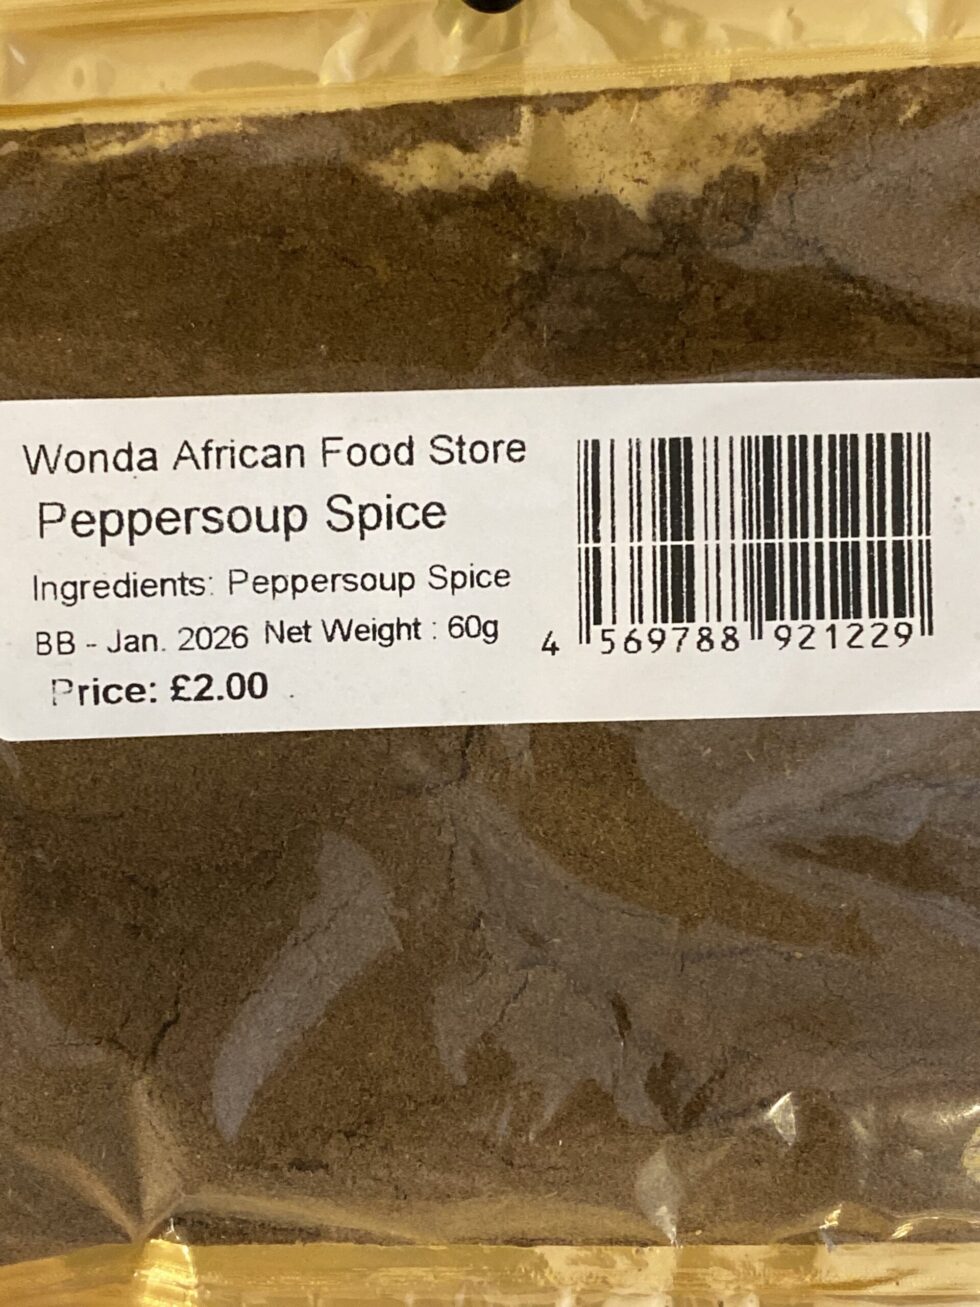 Wonda African Food Store
Peppersoup Spice
Ingredients: Peppersoup Spice
BB - Jan. 2026 Net Weight : 60g
Price: £2.00
4 569788 921229